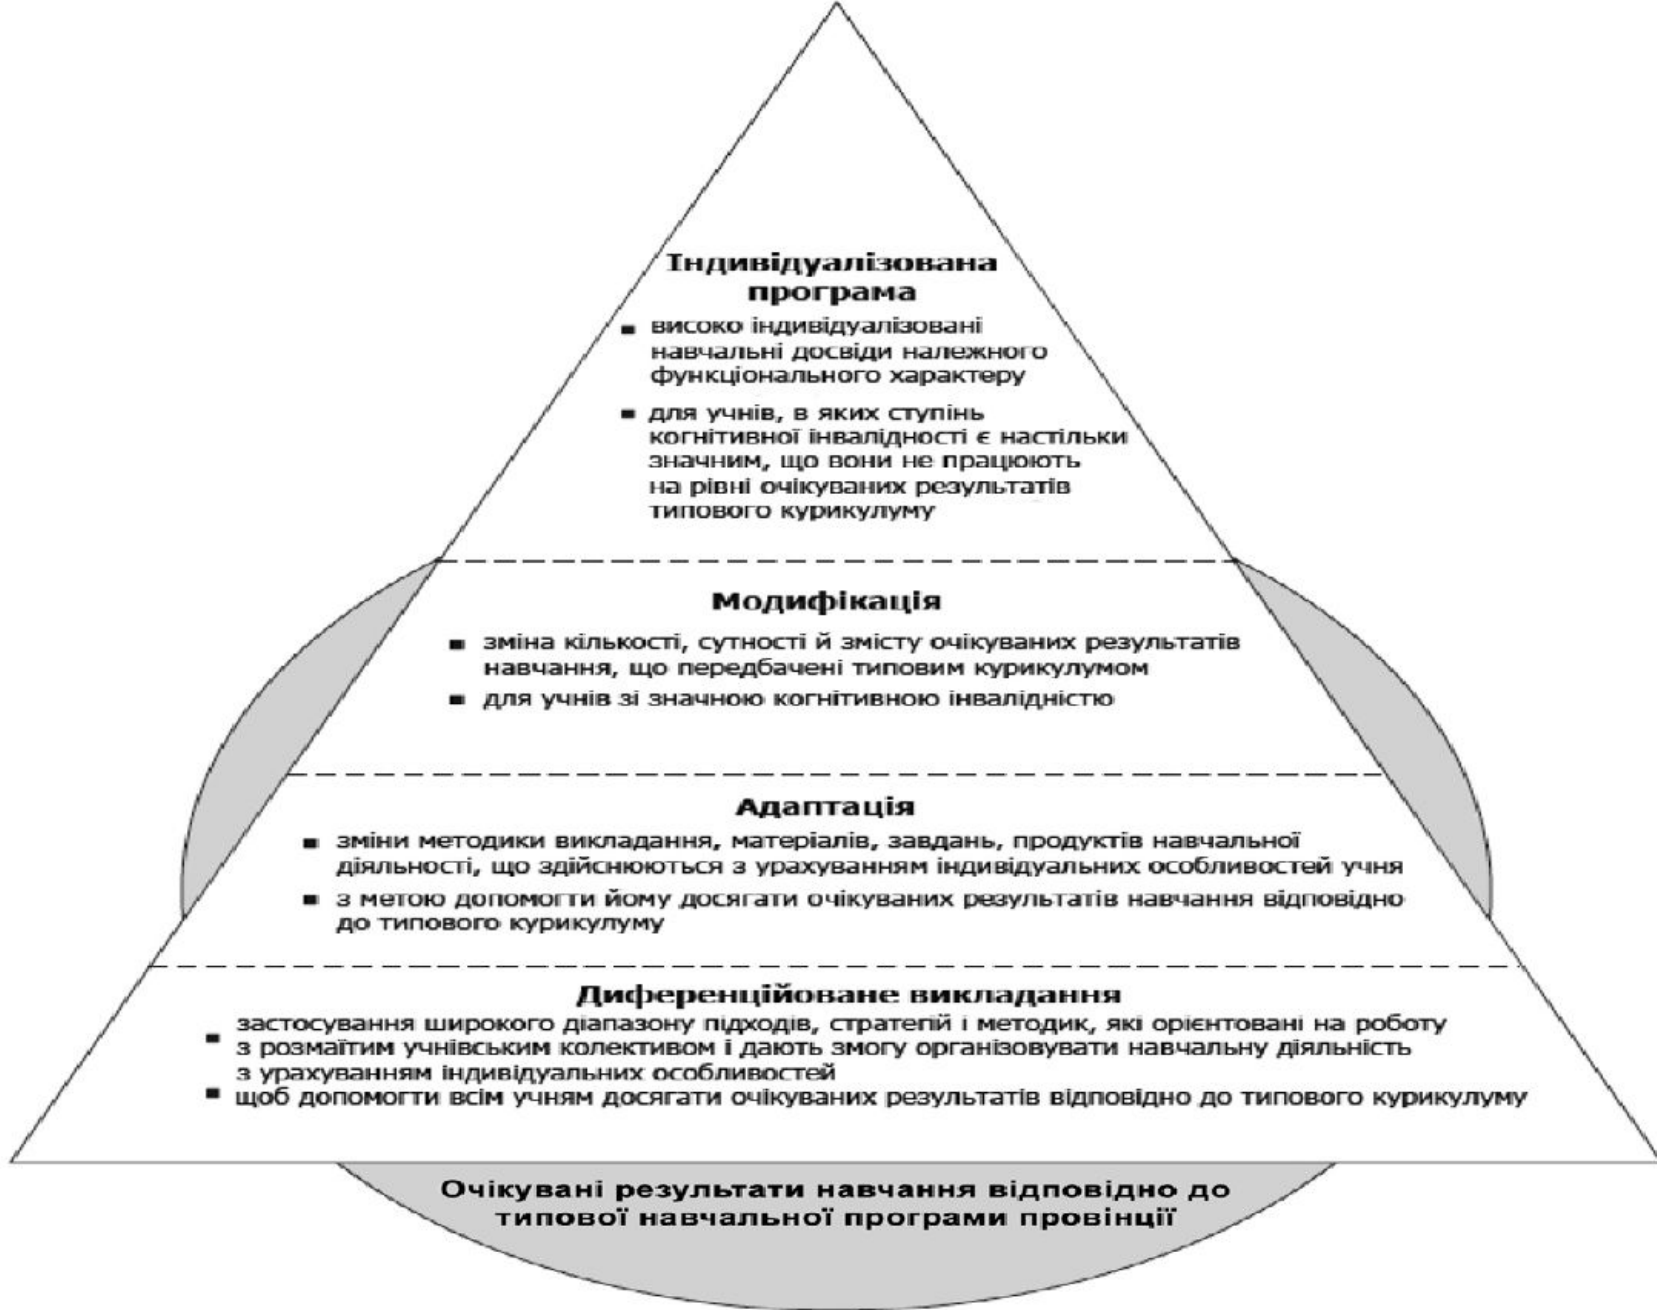 Індивідуалізована
програма
▪ високо індивідуалізовані
навчальні досвіди належного
функціонального характеру
▪ для учнів, в яких ступінь
когнітивної інвалідності є настільки
значним, що вони не працюють
на рівні очікуваних результатів
типового курикулуму
Модифікація
▪ зміна кількості, сутності й змісту очікуваних результатів
навчання, що передбачені типовим курикулумом
▪ для учнів зі значною когнітивною інвалідністю
Адаптація
▪ зміни методики викладання, матеріалів, завдань, продуктів навчальної
діяльності, що здійснюються з урахуванням індивідуальних особливостей учня
▪ з метою допомогти йому досягати очікуваних результатів навчання відповідно
до типового курикулуму
Диференційоване викладання
▪ застосування широкого діапазону підходів, стратегій і методик, які орієнтовані на роботу
з розмаїтим учнівським колективом і дають змогу організовувати навчальну діяльність
з урахуванням індивідуальних особливостей
▪ щоб допомогти всім учням досягати очікуваних результатів відповідно до типового курикулуму
Очікувані результати навчання відповідно до
типової навчальної програми провінції